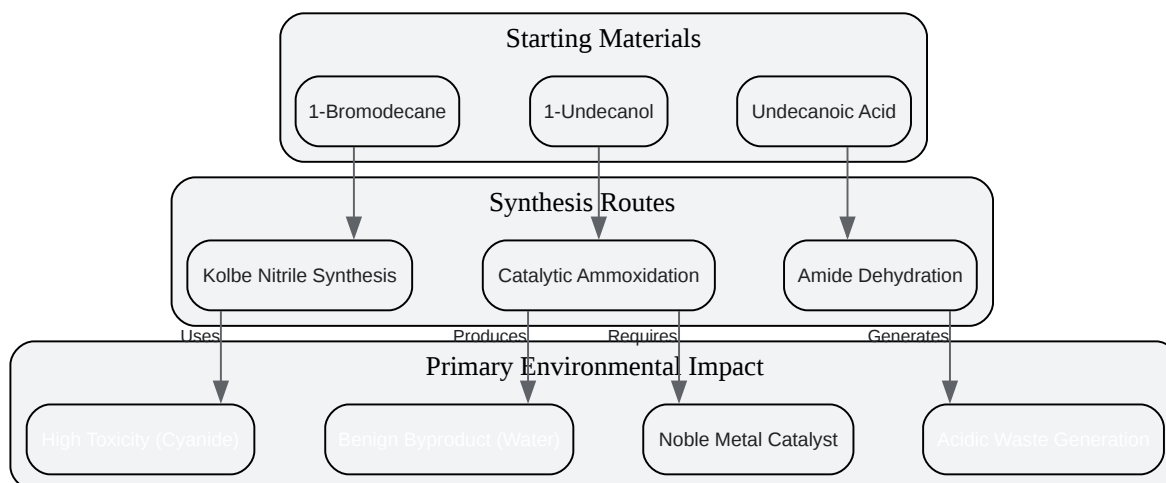 Starting Materials
1-Bromodecane
1-Undecanol
Undecanoic Acid
Synthesis Routes
Kolbe Nitrile Synthesis
Catalytic Ammoxidation
Amide Dehydration
Uses
Produces
Requires
Generates
Primary Environmental Impact
High Toxicity (Cyanide)
Benign Byproduct (Water)
Noble Metal Catalyst
Acidic Waste Generation